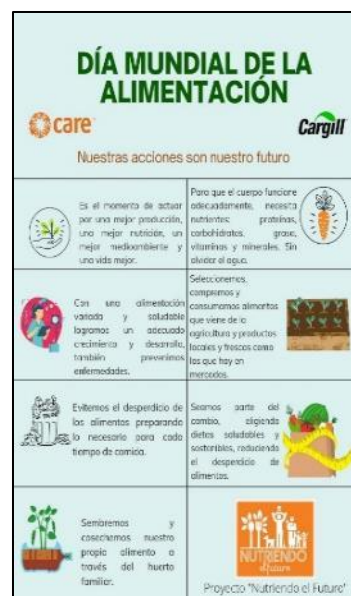 DÍA MUNDIAL DE LA
ALIMENTACIÓN
care
Cargill
Nuestras acciones son nuestro futuro
Es el momento de actuar
por una mejor producción,
una mejor nutrición, un
mejor medioambiente y
una vida mejor.
Para que el cuerpo funcione
adecuadamente, necesita
nutrientes: proteínas,
carbohidratos, grasa,
vitaminas y minerales. Sin
olvidar el agua.
Con una alimentación
variada y saludable
logramos un adecuado
crecimiento y desarrollo,
también prevenimos
enfermedades.
Seleccionemos,
compremos y
consumamos alimentos
que viene de la
agricultura y productos
locales y frescos como
los que hay en
mercados.
Evitemos el desperdicio de
los alimentos preparando
lo necesario para cada
tiempo de comida.
Seamos parte del
cambio, eligiendo
dietas saludables y
sostenibles, reduciendo
el desperdicio de
alimentos.
Sembremos y
cosechemos nuestro
propio alimento a
través del huerto
familiar.
NUTRIENDO
el Futuro
Proyecto "Nutriendo el Futuro"